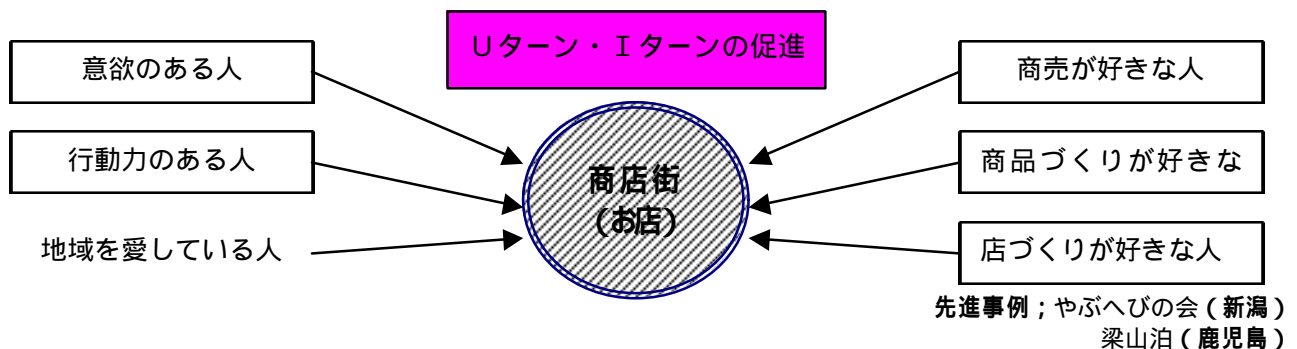 Uターン・Iターンの促進
意欲のある人
行動力のある人
地域を愛している人
商店街
(お店)
商売が好きな人
商品づくりが好きな
店づくりが好きな人
先進事例；やぶへびの会(新潟)
梁山泊(鹿児島)